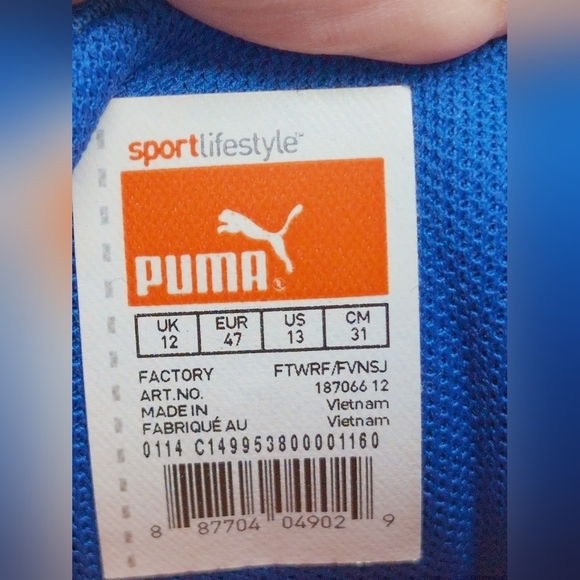 sportlifestyle™
PUMA®
UK EUR US CM
12 47 13 31
FACTORY FTWRF/FVNSJ
ART.NO. 187066 12
MADE IN Vietnam
FABRIQUÉ AU Vietnam
0114 C149953800001160
8 87704 04902 9